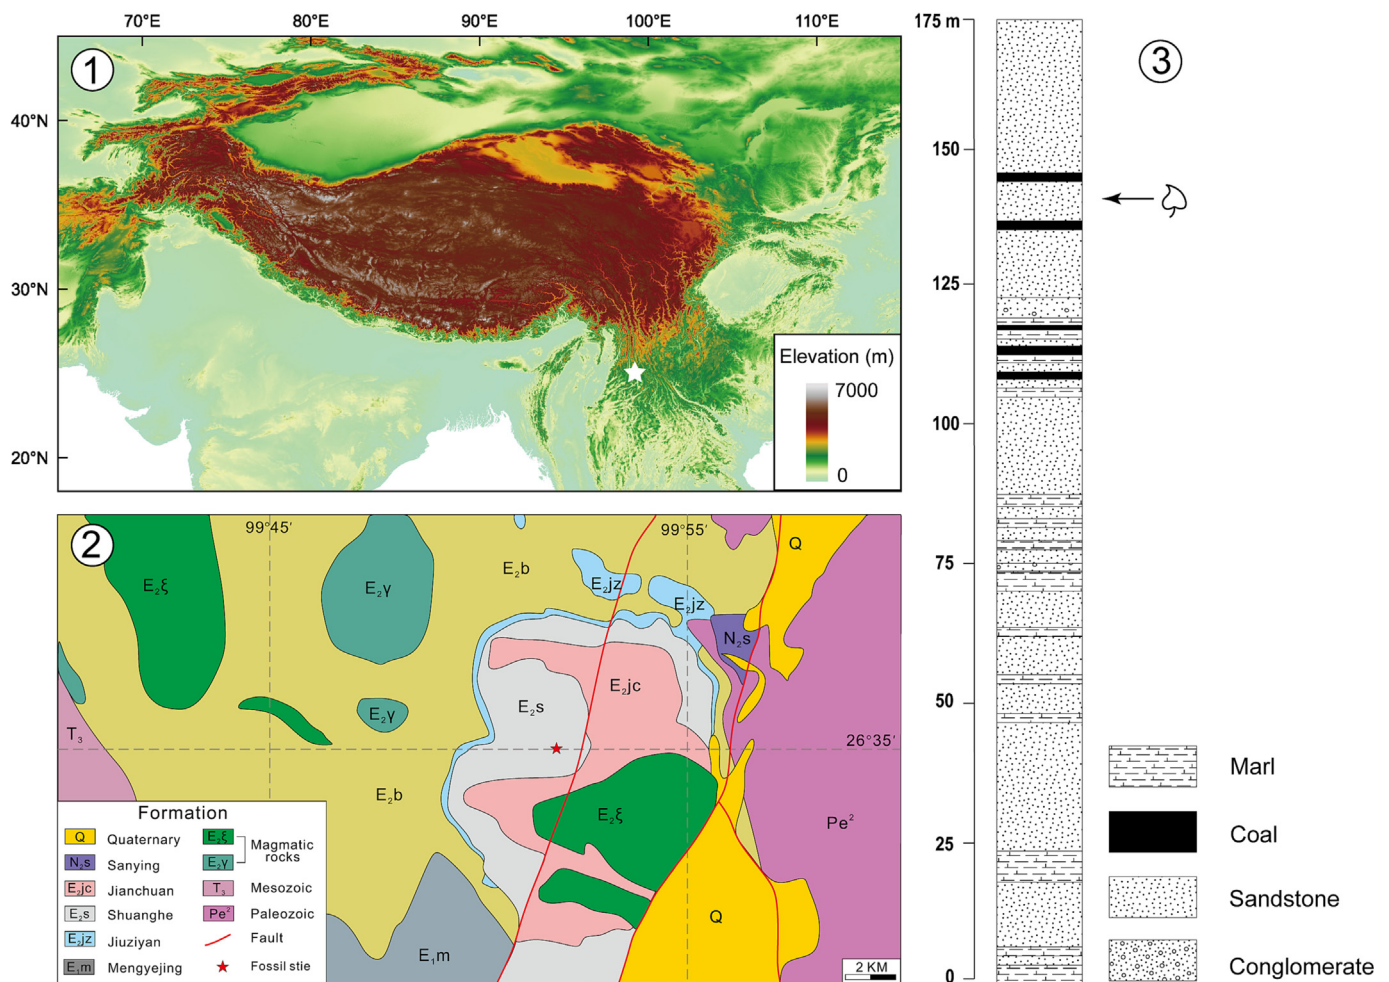 70°E 80°E 90°E 100°E 110°E
1
40°N
30°N
20°N
Elevation (m)
7000
0
2
99°45′
99°55′
26°35′
E₂ξ
E₂γ
E₂b
E₂jz
E₂jz
Q
N₂s
E₂jc
E₂s
T₃
E₂γ
E₂b
E₂ξ
Pe²
Q
E₁m
2 KM
Formation
Q Quaternary
N₂s Sanying
E₂jc Jianchuan
E₂s Shuanghe
E₂jz Jiuziyan
E₁m Mengyejing
E₂ξ
E₂γ
Magmatic
rocks
T₃ Mesozoic
Pe² Paleozoic
Fault
Fossil stie
3
175 m
150
125
100
75
50
25
0
Marl
Coal
Sandstone
Conglomerate